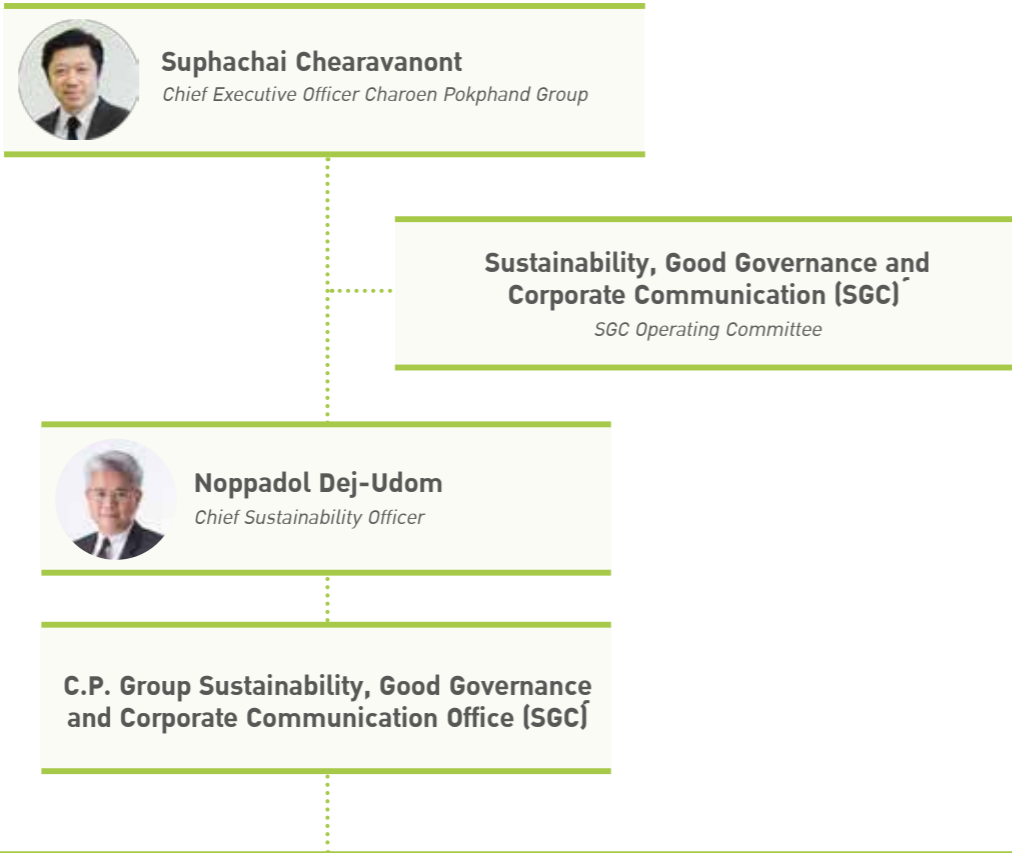 Suphachai Chearavanont
Chief Executive Officer Charoen Pokphand Group
Sustainability, Good Governance and
Corporate Communication (SGC)´
SGC Operating Committee
Noppadol Dej-Udom
Chief Sustainability Officer
C.P. Group Sustainability, Good Governance
and Corporate Communication Office (SGC)´